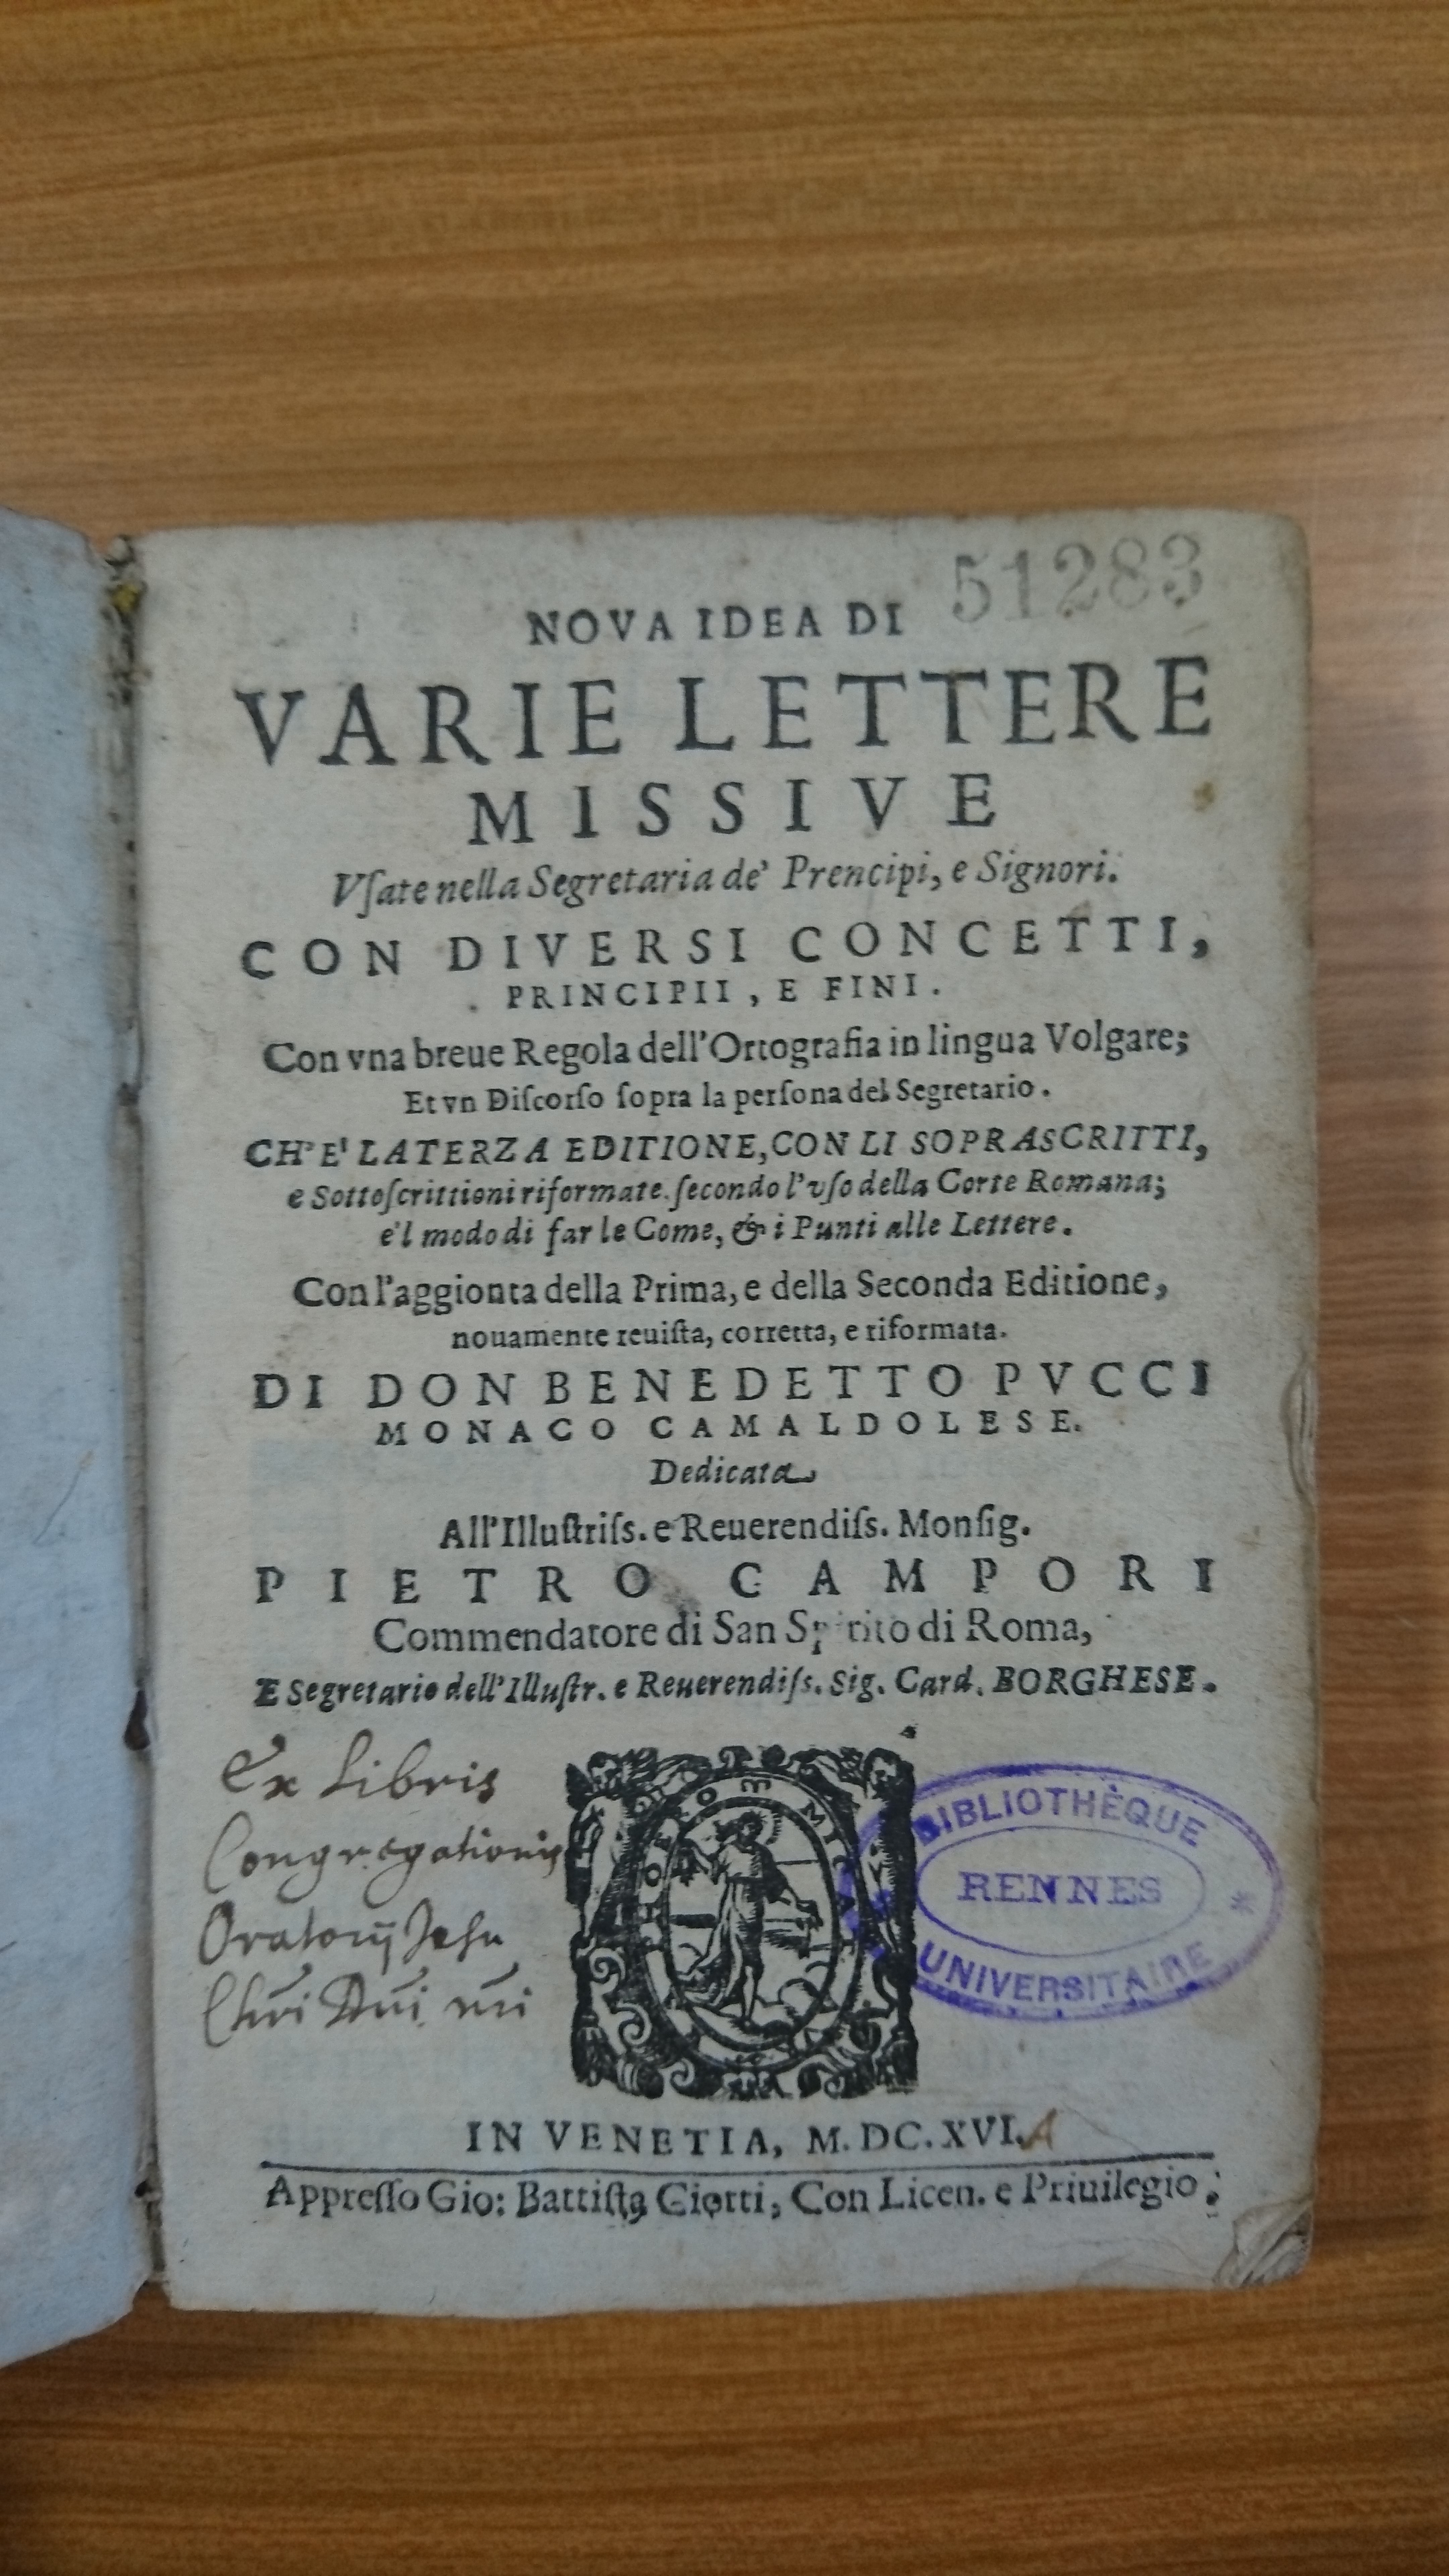 51283
NOVA IDEA DI
VARIE LETTERE
MISSIVE
Vſate nella Segretaria de' Prencipi, e Signori.
CON DIVERSI CONCETTI,
PRINCIPII, E FINI.
Con vna breue Regola dell'Ortografia in lingua Volgare;
Et vn Diſcorſo ſopra la perſona del Segretario.
CH'E' LA TERZA EDITIONE, CON LI SOPRASCRITTI,
e Sottoſcrittioni riformate. ſecondo l'vſo della Corte Romana;
e'l modo di far le Come, & i Punti alle Lettere.
Con l'aggionta della Prima, e della Seconda Editione,
nouamente reuiſta, corretta, e riformata.
DI DON BENEDETTO PVCCI
MONACO CAMALDOLESE.
Dedicata
All'Illuſtriſs. e Reuerendiſs. Monſig.
PIETRO CAMPORI
Commendatore di San Spirito di Roma,
E Segretario dell'Illuſtr. e Reuerendiſs. Sig. Card. BORGHESE.
Ex Libris
Congregationis
Oratorij Jesu
BIBLIOTHÈQUE
RENNES
UNIVERSITAIRE
IN VENETIA, M. DC. XVI.
Appreſſo Gio: Battiſta Ciotti, Con Licen. e Priuilegio;